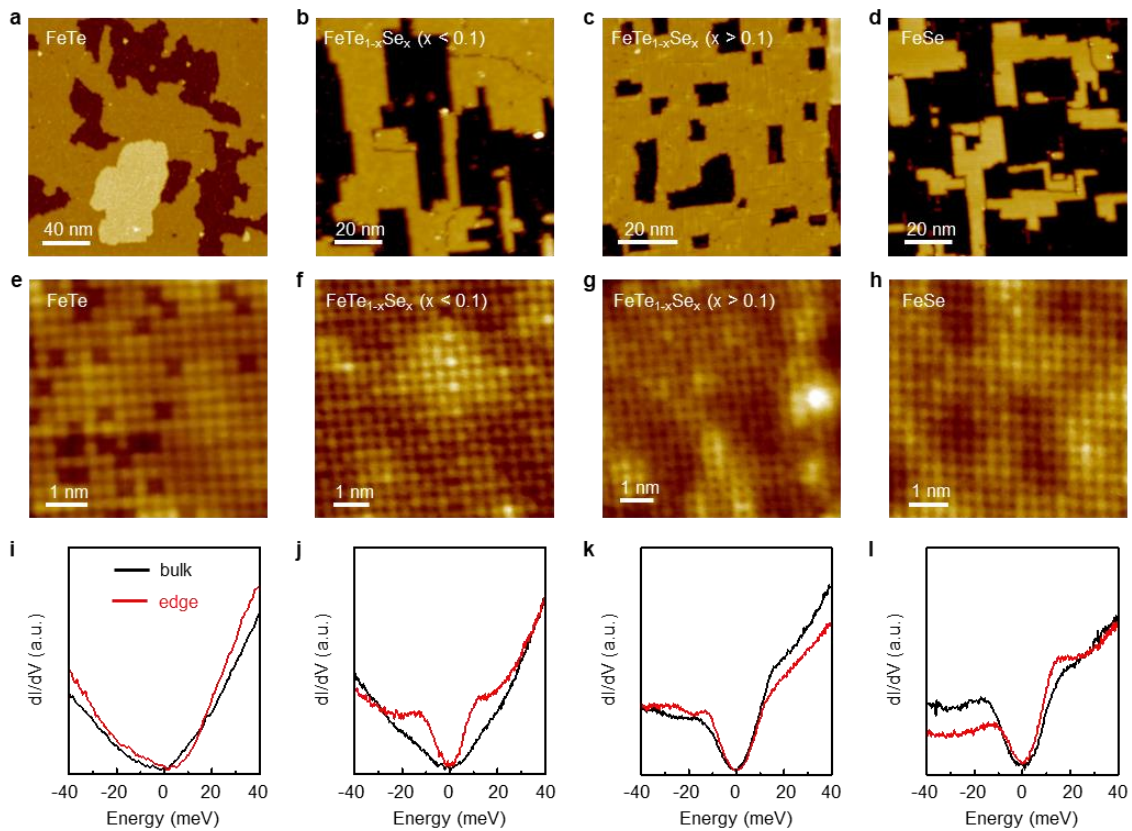 a
FeTe
40 nm
b
FeTe1-xSex (x < 0.1)
20 nm
c
FeTe1-xSex (x > 0.1)
20 nm
d
FeSe
20 nm
e
FeTe
1 nm
f
FeTe1-xSex (x < 0.1)
1 nm
g
FeTe1-xSex (x > 0.1)
1 nm
h
FeSe
1 nm
i
bulk
edge
dI/dV (a.u.)
-40 -20 0 20 40
Energy (meV)
j
dI/dV (a.u.)
-40 -20 0 20 40
Energy (meV)
k
dI/dV (a.u.)
-40 -20 0 20 40
Energy (meV)
l
dI/dV (a.u.)
-40 -20 0 20 40
Energy (meV)